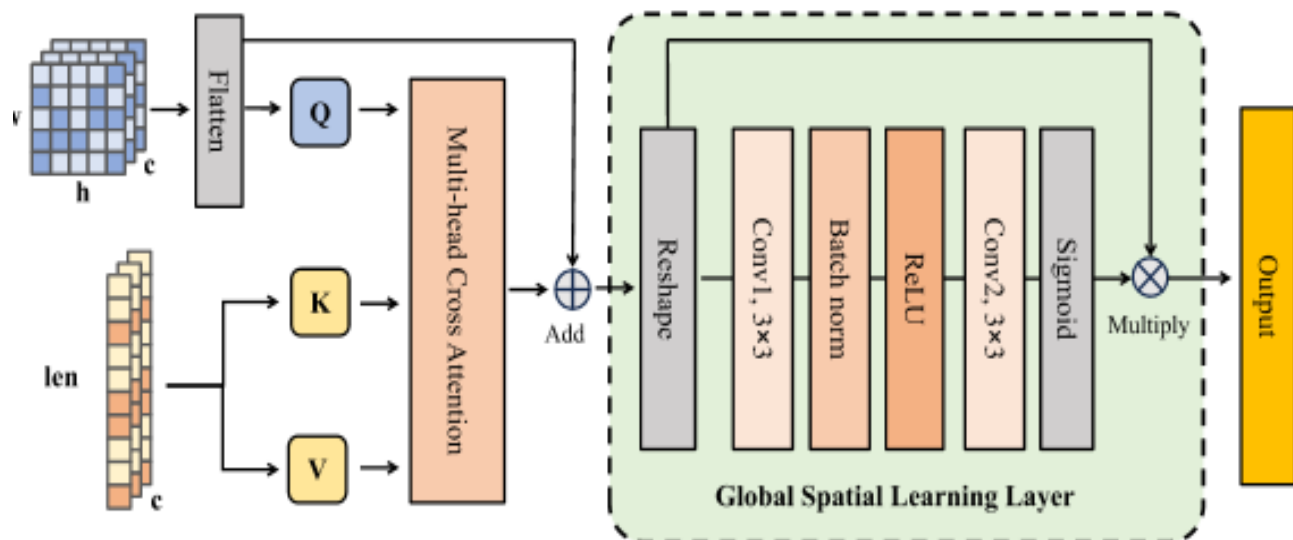 h
c
Flatten
Q
len
c
K
V
Multi-head Cross Attention
Add
Reshape
Conv1, 3×3
Batch norm
ReLU
Conv2, 3×3
Sigmoid
Multiply
Global Spatial Learning Layer
Output